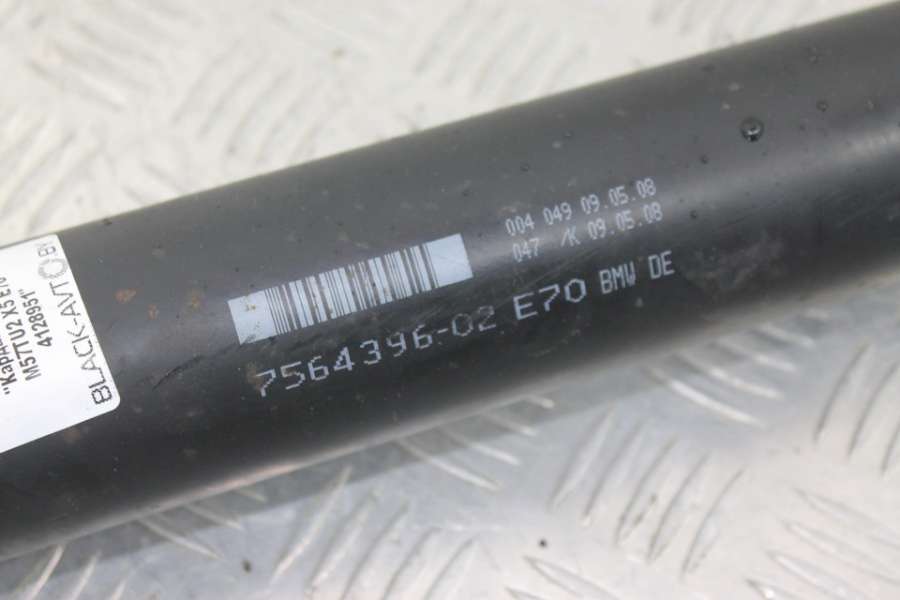 "Карда
M57TU2 X5 E70
4128951"
BLACK-AVTO BY
004 049 09.05.08
047 /K 09.05.08
7564396-02 E70 BMW DE